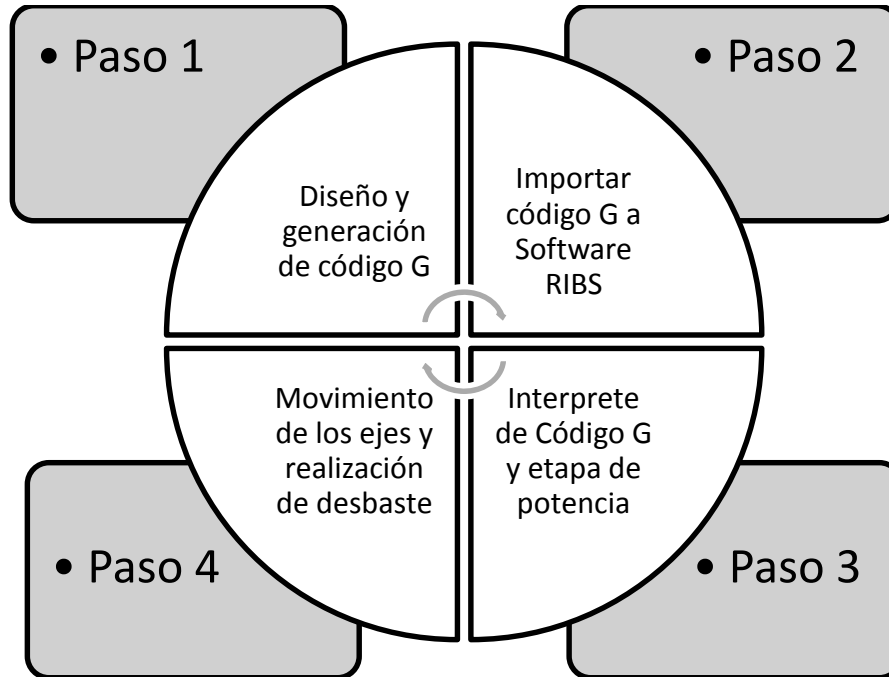 • Paso 1
• Paso 2
Diseño y
generación
de código G
Importar
código G a
Software
RIBS
Movimiento
de los ejes y
realización
de desbaste
Interprete
de Código G
y etapa de
potencia
• Paso 4
• Paso 3